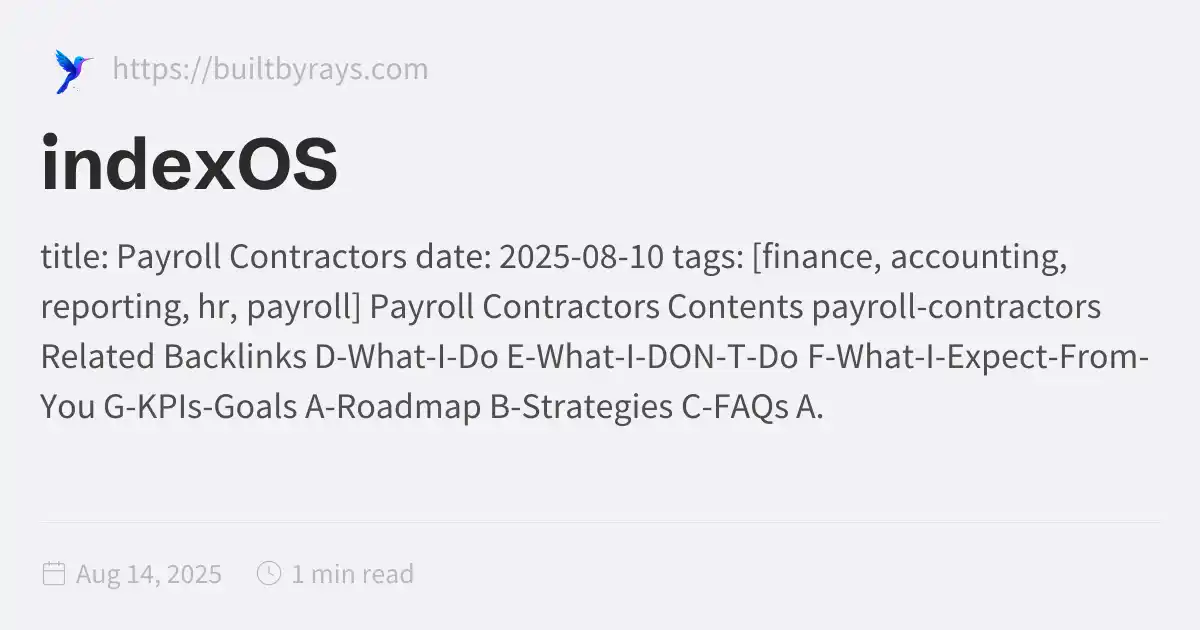 https://builtbyrays.com
indexOS
title: Payroll Contractors date: 2025-08-10 tags: [finance, accounting,
reporting, hr, payroll] Payroll Contractors Contents payroll-contractors
Related Backlinks D-What-I-Do E-What-I-DON-T-Do F-What-I-Expect-From-
You G-KPIs-Goals A-Roadmap B-Strategies C-FAQs A.
Aug 14, 2025 1 min read